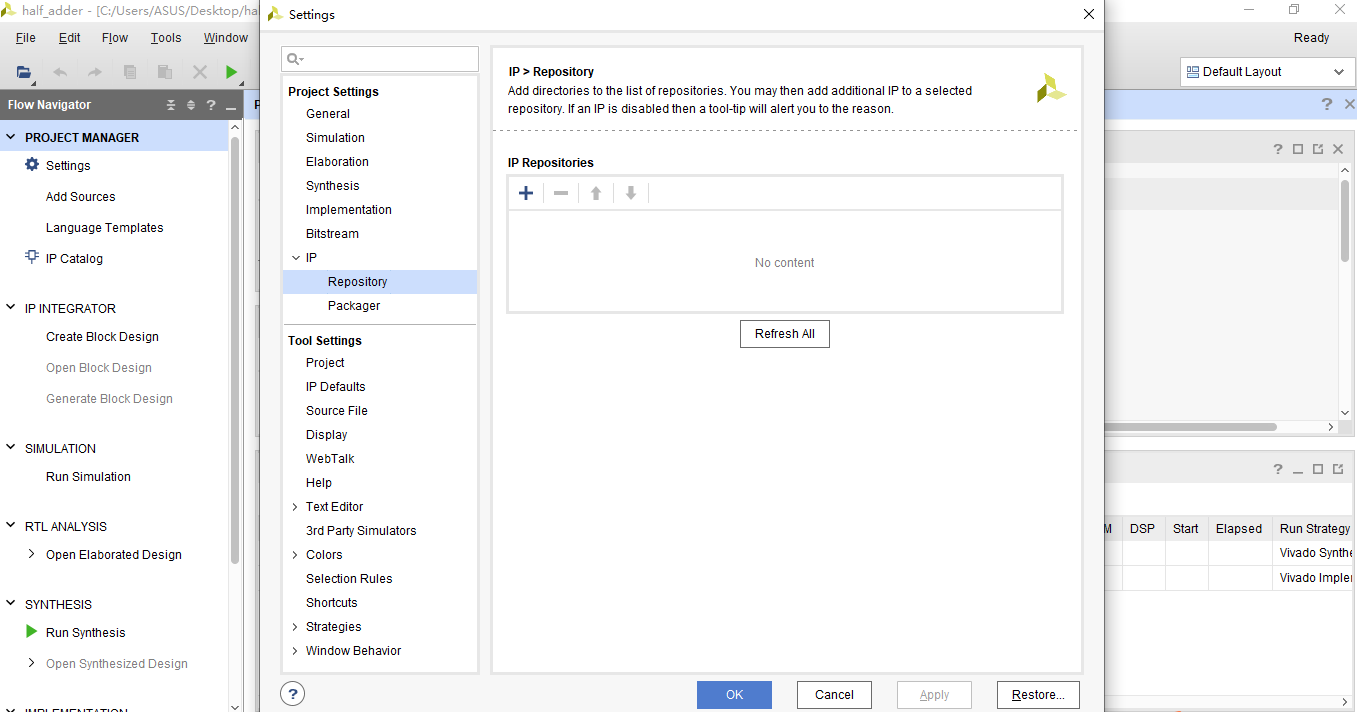 half_adder - [C:/Users/ASUS/Desktop/ha
File Edit Flow Tools Window
Flow Navigator
PROJECT MANAGER
Settings
Add Sources
Language Templates
IP Catalog
IP INTEGRATOR
Create Block Design
Open Block Design
Generate Block Design
SIMULATION
Run Simulation
RTL ANALYSIS
Open Elaborated Design
SYNTHESIS
Run Synthesis
Open Synthesized Design
IMPLEMENTATION
Settings
Project Settings
General
Simulation
Elaboration
Synthesis
Implementation
Bitstream
IP
Repository
Packager
Tool Settings
Project
IP Defaults
Source File
Display
WebTalk
Help
Text Editor
3rd Party Simulators
Colors
Selection Rules
Shortcuts
Strategies
Window Behavior
IP > Repository
Add directories to the list of repositories. You may then add additional IP to a selected
repository. If an IP is disabled then a tool-tip will alert you to the reason.
IP Repositories
No content
Refresh All
OK Cancel Apply Restore...
Ready
Default Layout
M DSP Start Elapsed Run Strategy
Vivado Synthe
Vivado Imple